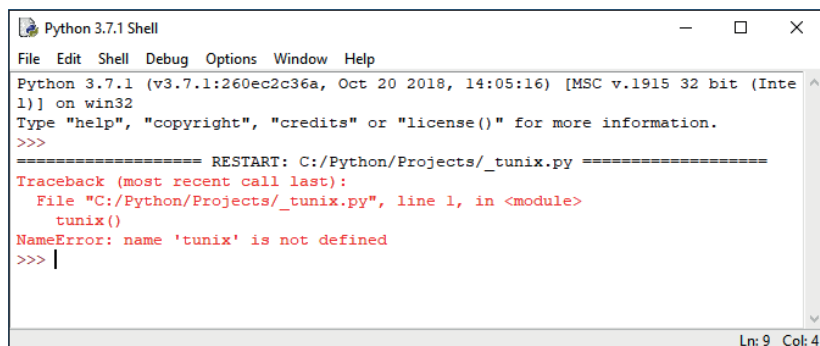 Python 3.7.1 Shell
File Edit Shell Debug Options Window Help
Python 3.7.1 (v3.7.1:260ec2c36a, Oct 20 2018, 14:05:16) [MSC v.1915 32 bit (Inte
l)] on win32
Type "help", "copyright", "credits" or "license()" for more information.
>>>
=================== RESTART: C:/Python/Projects/_tunix.py ===================
Traceback (most recent call last):
  File "C:/Python/Projects/_tunix.py", line 1, in <module>
    tunix()
NameError: name 'tunix' is not defined
>>>
Ln: 9 Col: 4